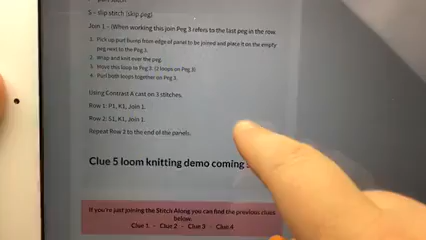 S – slip stitch (skip peg)
Join 1 – (When working this join Peg 3 refers to the last peg in the row.
1. Pick up purl bump from edge of panel to be joined and place it on the empty
peg next to the Peg 3.
2. Wrap and knit over the peg.
3. Move this loop to Peg 3. (2 loops on Peg 3)
4. Purl both loops together on Peg 3.
Using Contrast A cast on 3 stitches.
Row 1: P1, K1, Join 1.
Row 2: S1, K1, Join 1.
Repeat Row 2 to the end of the panels.
Clue 5 loom knitting demo coming
If you're just joining the Stitch Along you can find the previous clues
below.
Clue 1 - Clue 2 - Clue 3 - Clue 4